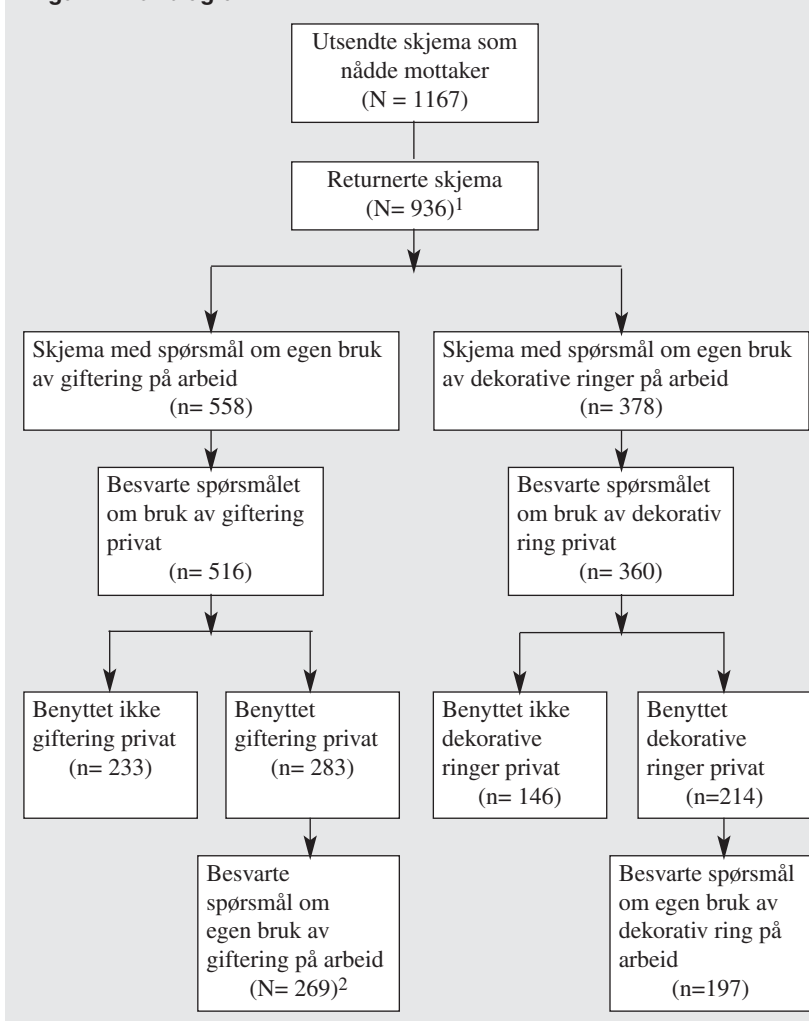 Utsendte skjema som
nådde mottaker
(N = 1167)
Returnerte skjema
(N= 936)1
Skjema med spørsmål om egen bruk
av giftering på arbeid
(n= 558)
Skjema med spørsmål om egen bruk
av dekorative ringer på arbeid
(n= 378)
Besvarte spørsmålet
om bruk av giftering
privat
(n= 516)
Besvarte spørsmålet
om bruk av dekorativ
ring privat
(n= 360)
Benyttet ikke
giftering privat
(n= 233)
Benyttet
giftering privat
(n= 283)
Benyttet ikke
dekorative
ringer privat
(n= 146)
Benyttet
dekorative
ringer privat
(n=214)
Besvarte
spørsmål om
egen bruk av
giftering på arbeid
(N= 269)2
Besvarte spørsmål
om egen bruk av
dekorativ ring på
arbeid
(n=197)